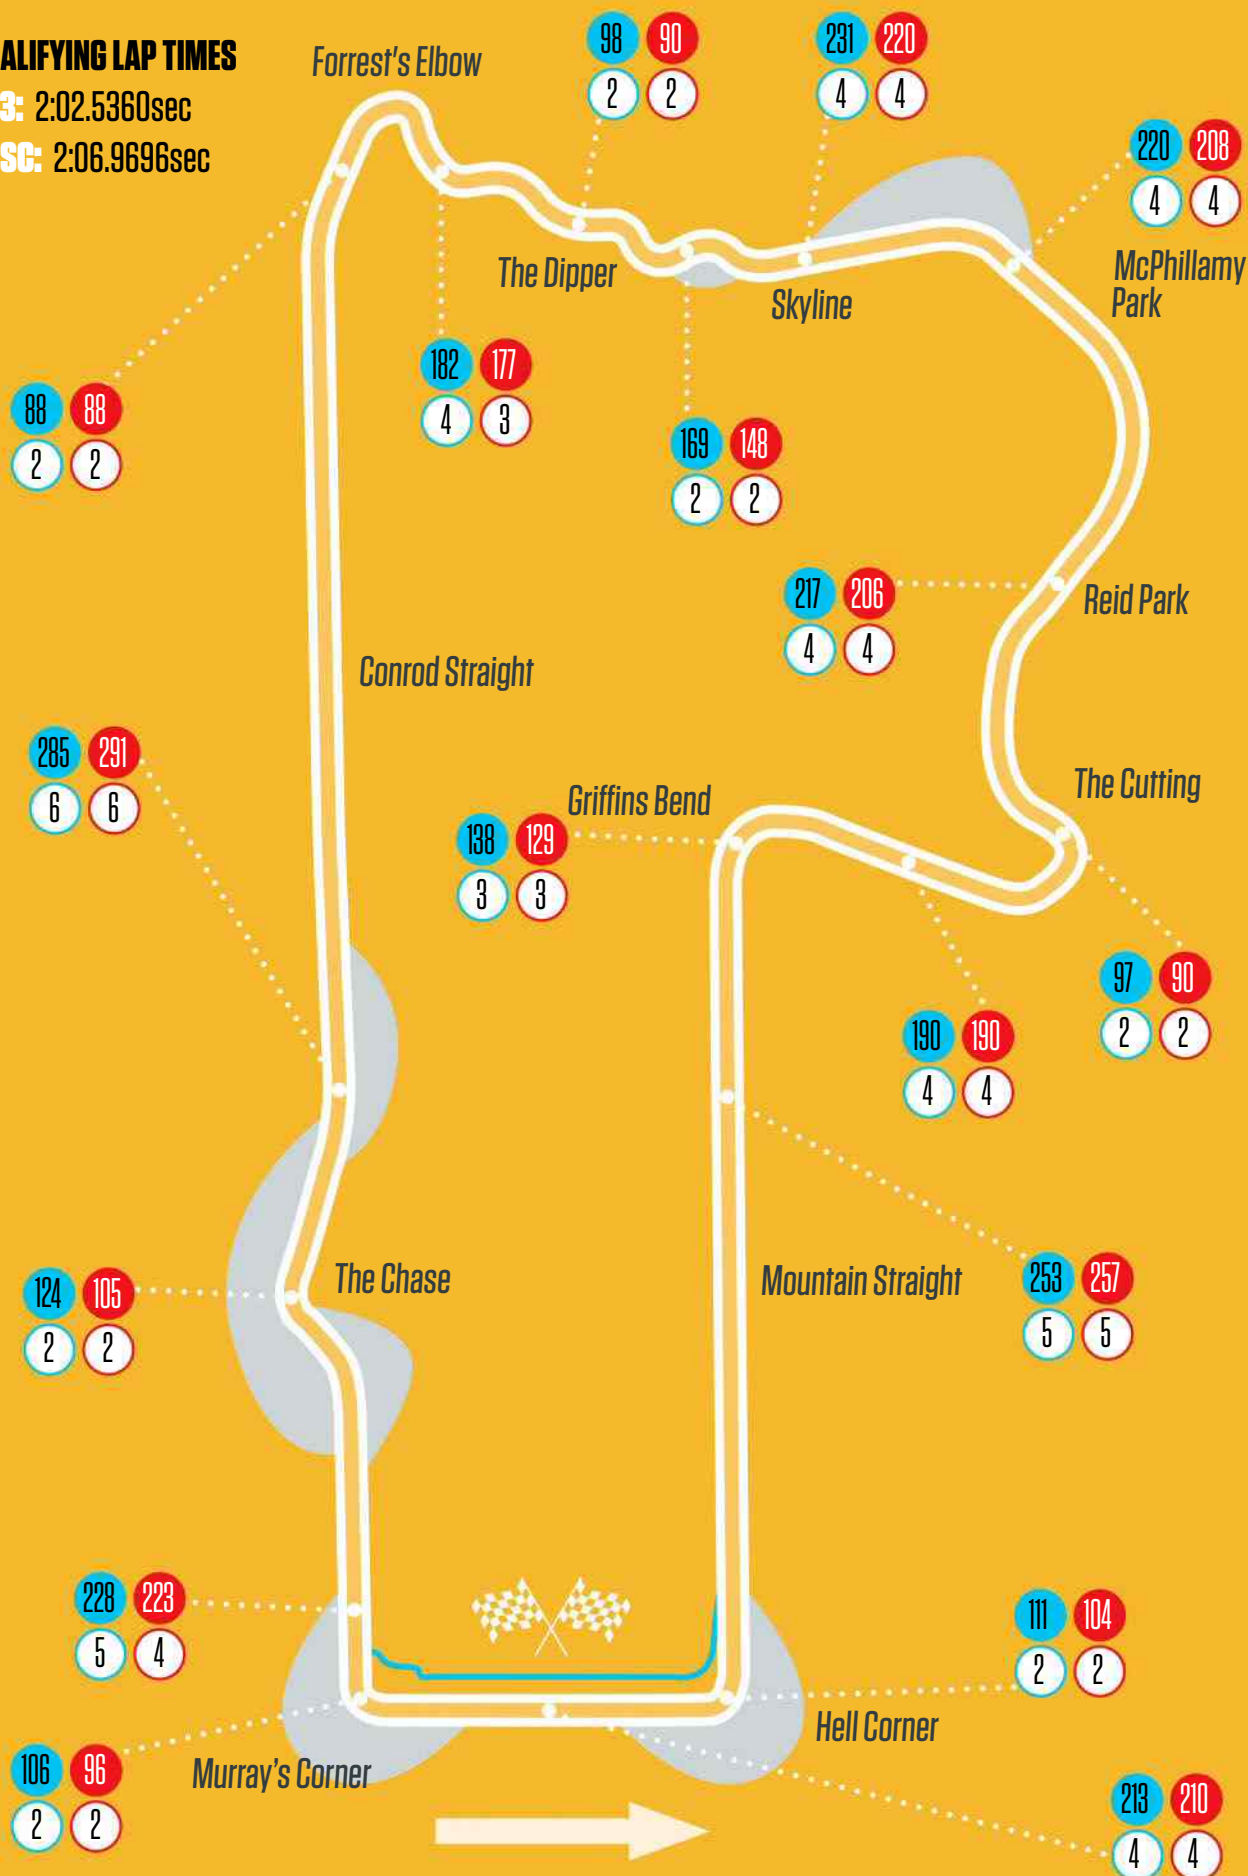 ALIFYING LAP TIMES
3: 2:02.5360sec
SC: 2:06.9696sec
Forrest's Elbow
98 90
2 2
231 220
4 4
220 208
4 4
McPhillamy
Park
The Dipper
Skyline
182 177
4 3
88 88
2 2
169 148
2 2
217 206
4 4
Reid Park
Conrod Straight
285 291
6 6
The Cutting
Griffins Bend
138 129
3 3
97 90
2 2
190 190
4 4
The Chase
124 105
2 2
Mountain Straight
253 257
5 5
228 223
5 4
111 104
2 2
Hell Corner
Murray's Corner
106 96
2 2
213 210
4 4